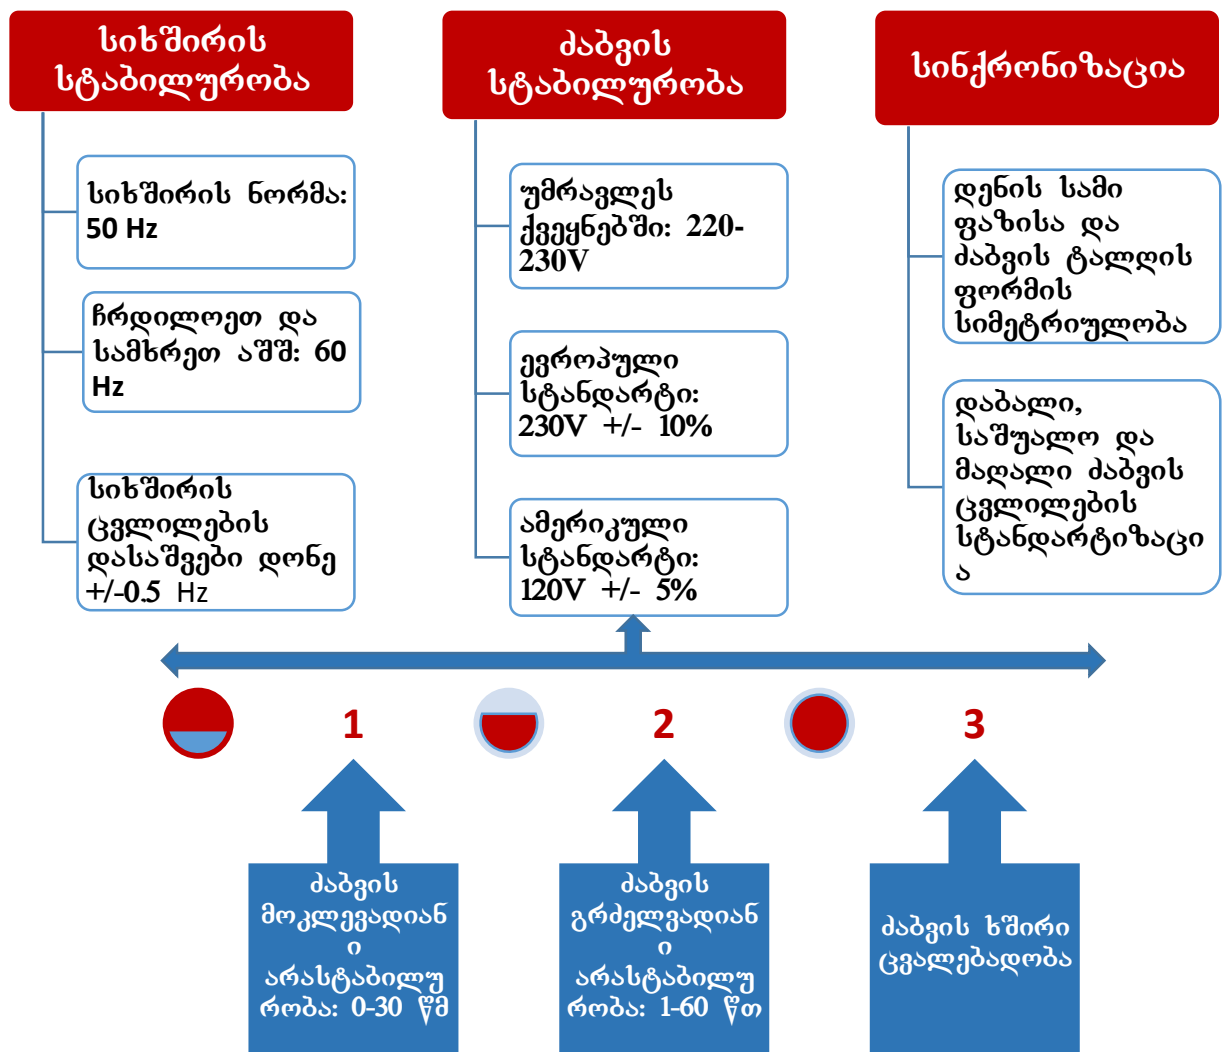 სიხშირის
სტაბილურობა
სიხშირის ნორმა:
50 Hz
ჩრდილოეთ და
სამხრეთ აშშ: 60
Hz
სიხშირის
ცვლილების
დასაშვები დონე
+/-0.5 Hz
ძაბვის
სტაბილურობა
უმრავლეს
ქვეყნებში: 220-
230V
ევროპული
სტანდარტი:
230V +/- 10%
ამერიკული
სტანდარტი:
120V +/- 5%
სინქრონიზაცია
დენის სამი
ფაზისა და
ძაბვის ტალღის
ფორმის
სიმეტრიულობა
დაბალი,
საშუალო და
მაღალი ძაბვის
ცვლილების
სტანდარტიზაცი
ა
1
2
3
ძაბვის
მოკლევადიან
ი
არასტაბილუ
რობა: 0-30 წმ
ძაბვის
გრძელვადიან
ი
არასტაბილუ
რობა: 1-60 წთ
ძაბვის ხშირი
ცვალებადობა